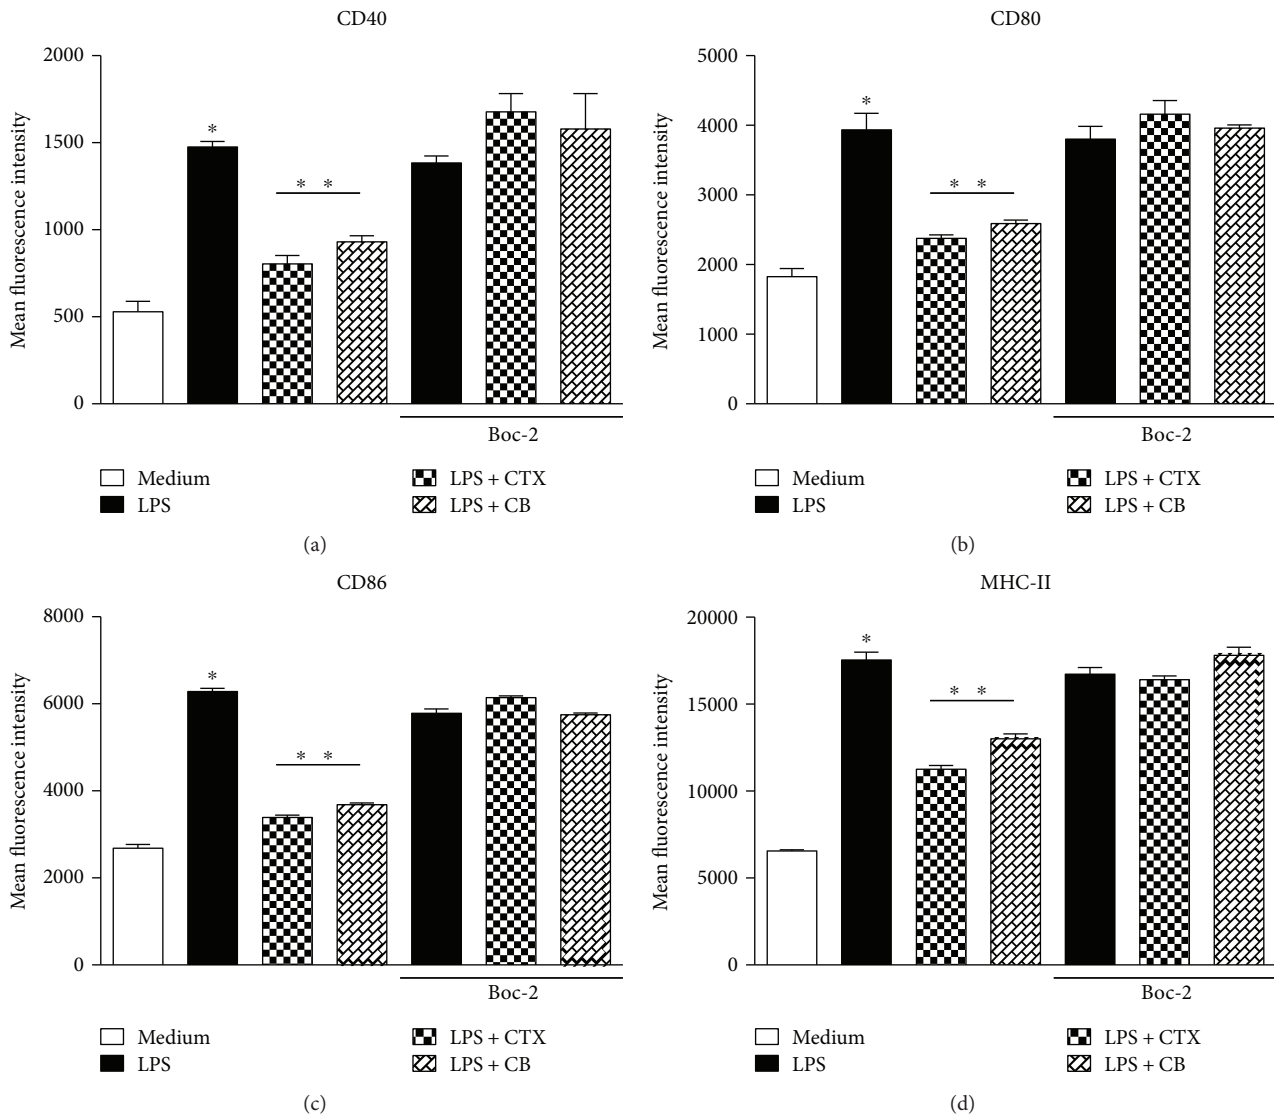 CD40
Mean fluorescence intensity
2000
1500
1000
500
0
*
* *
Boc-2
Medium
LPS
LPS + CTX
LPS + CB
(a)
CD80
Mean fluorescence intensity
5000
4000
3000
2000
1000
0
*
* *
Boc-2
Medium
LPS
LPS + CTX
LPS + CB
(b)
CD86
Mean fluorescence intensity
8000
6000
4000
2000
0
*
* *
Boc-2
Medium
LPS
LPS + CTX
LPS + CB
(c)
MHC-II
Mean fluorescence intensity
20000
15000
10000
5000
0
*
* *
Boc-2
Medium
LPS
LPS + CTX
LPS + CB
(d)